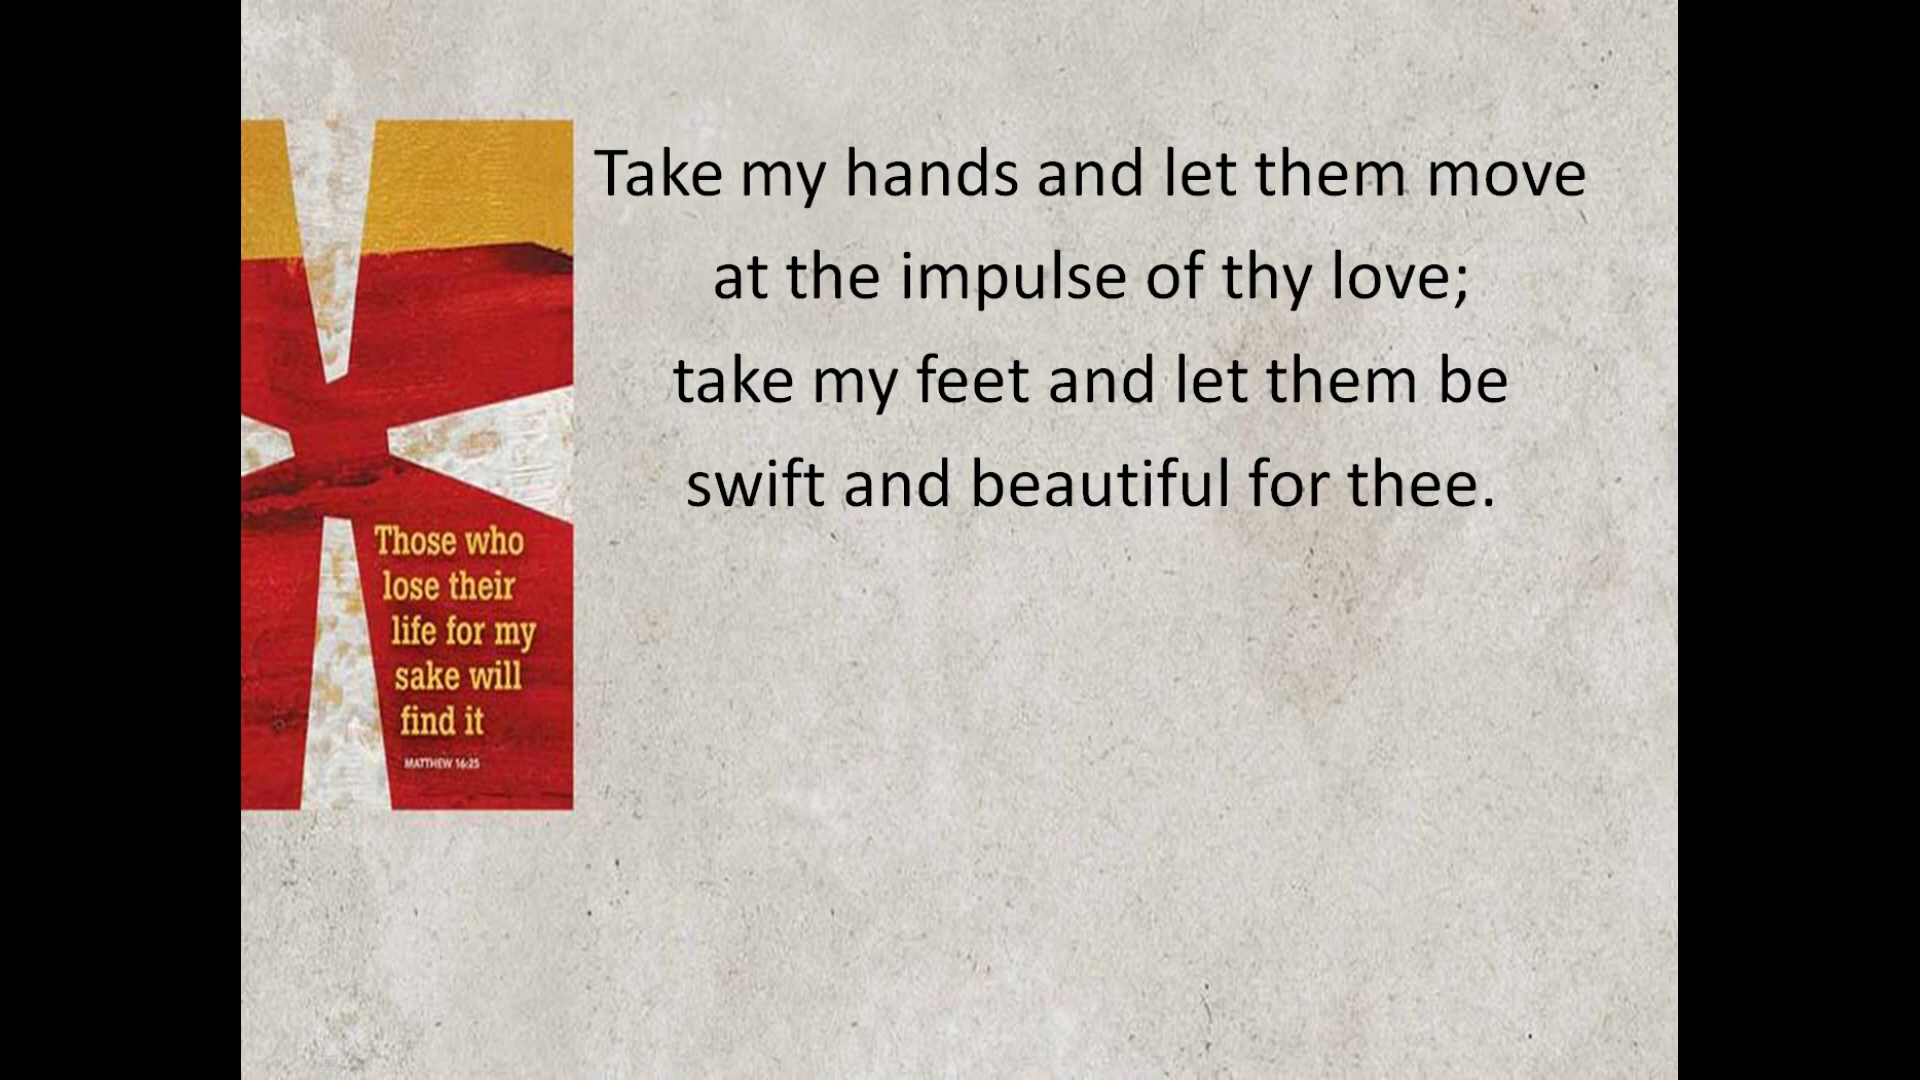 Take my hands and let them move
at the impulse of thy love;
take my feet and let them be
swift and beautiful for thee.
Those who
lose their
life for my
sake will
find it
MATTHEW 16:25